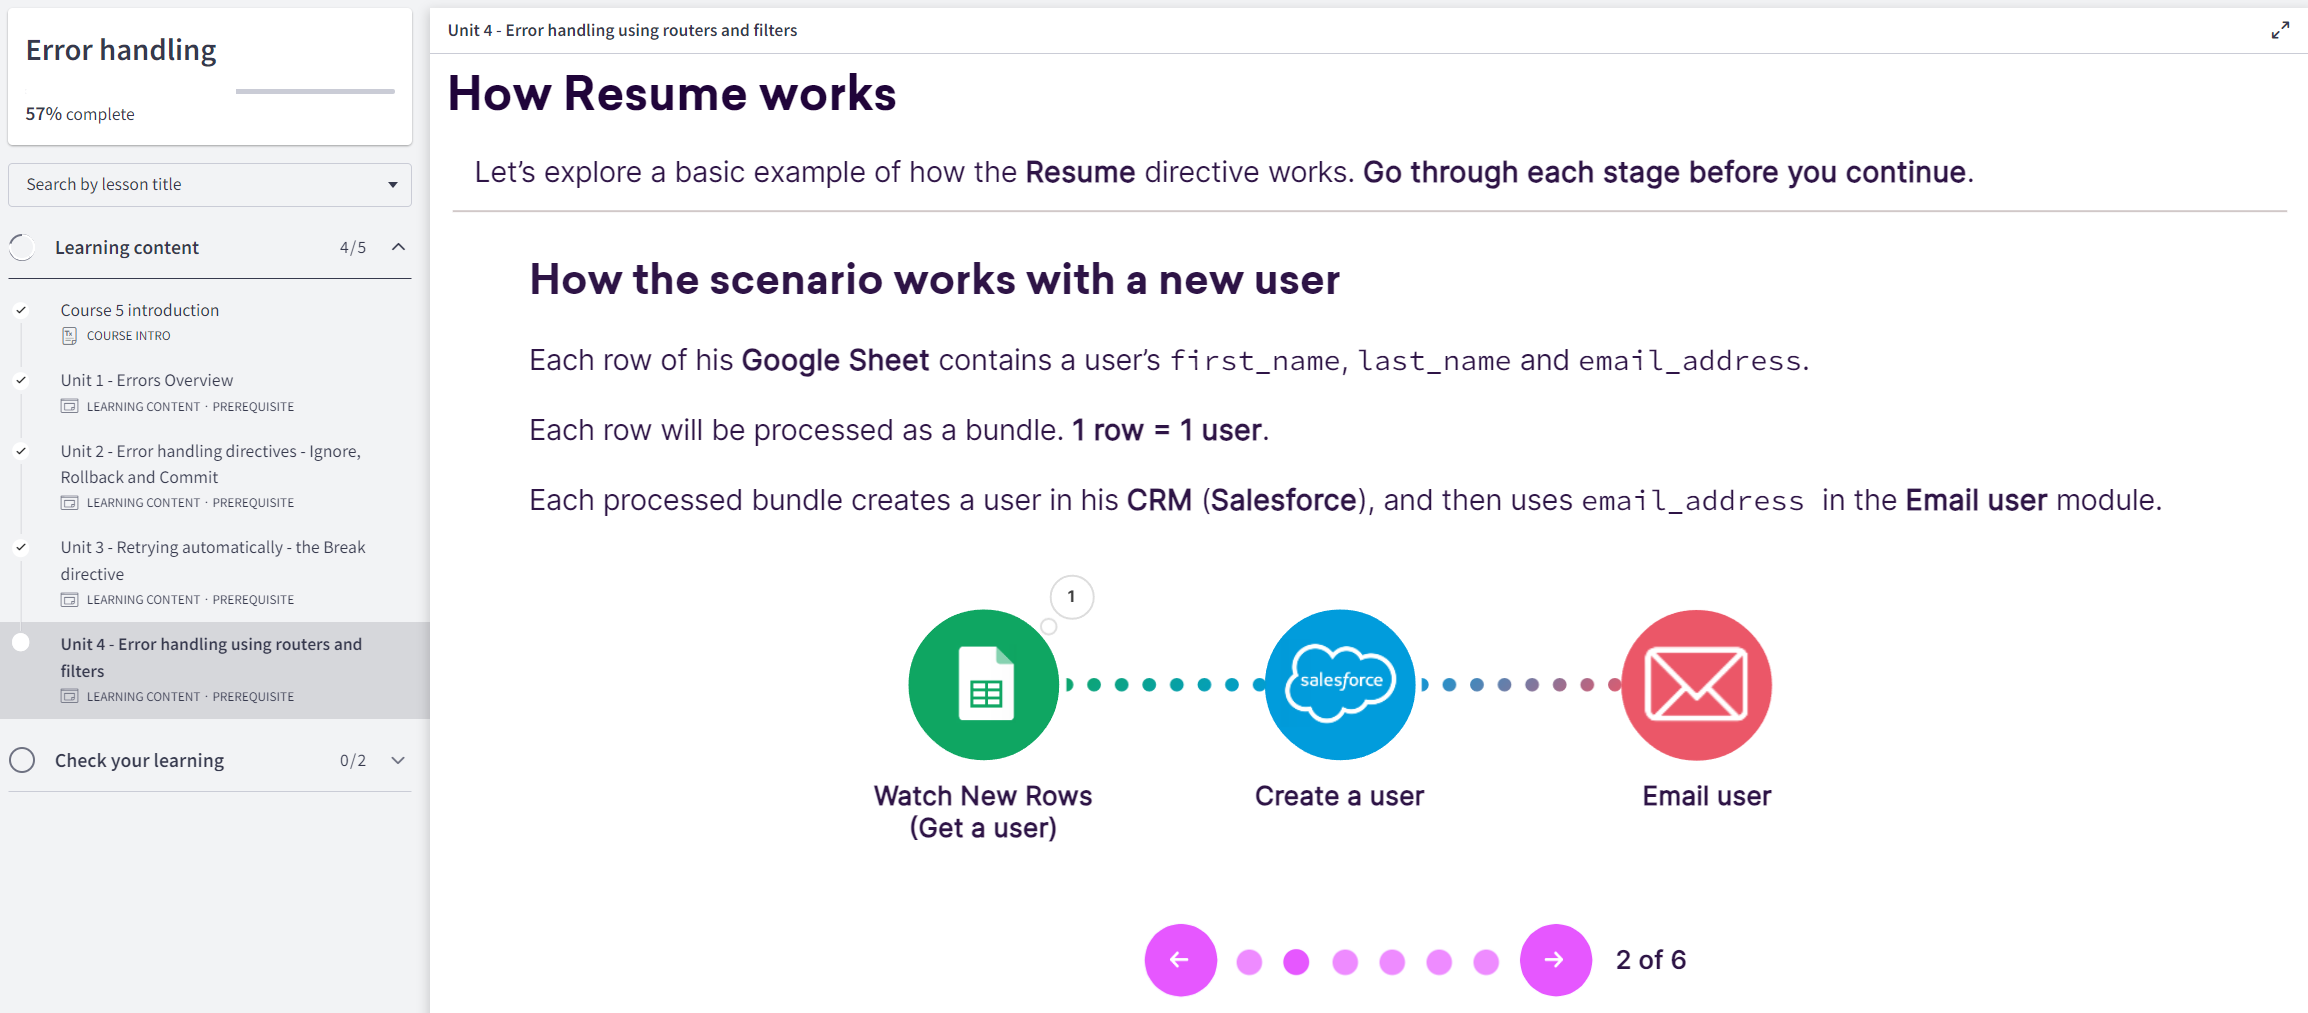 Error handling
57% complete
Search by lesson title
Learning content 4/5
Course 5 introduction
COURSE INTRO
Unit 1 - Errors Overview
LEARNING CONTENT · PREREQUISITE
Unit 2 - Error handling directives - Ignore,
Rollback and Commit
LEARNING CONTENT · PREREQUISITE
Unit 3 - Retrying automatically - the Break
directive
LEARNING CONTENT · PREREQUISITE
Unit 4 - Error handling using routers and
filters
LEARNING CONTENT · PREREQUISITE
Check your learning 0/2
Unit 4 - Error handling using routers and filters
How Resume works
Let’s explore a basic example of how the Resume directive works. Go through each stage before you continue.
How the scenario works with a new user
Each row of his Google Sheet contains a user’s first_name, last_name and email_address.
Each row will be processed as a bundle. 1 row = 1 user.
Each processed bundle creates a user in his CRM (Salesforce), and then uses email_address in the Email user module.
1
salesforce
Watch New Rows
(Get a user)
Create a user
Email user
2 of 6